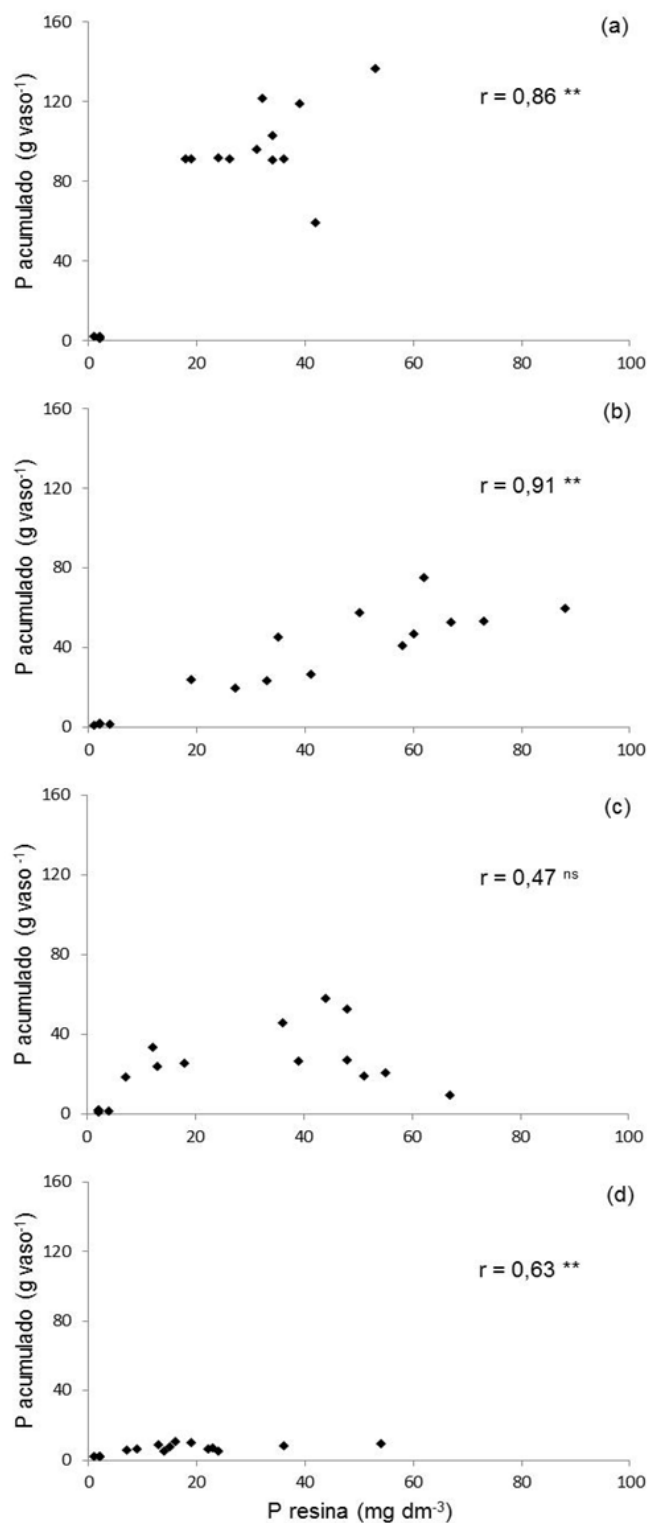 (a)
r = 0,86 **
P acumulado (g vaso⁻¹)
160
120
80
40
0
0 20 40 60 80 100
(b)
r = 0,91 **
P acumulado (g vaso⁻¹)
160
120
80
40
0
0 20 40 60 80 100
(c)
r = 0,47 ns
P acumulado (g vaso⁻¹)
160
120
80
40
0
0 20 40 60 80 100
(d)
r = 0,63 **
P acumulado (g vaso⁻¹)
160
120
80
40
0
0 20 40 60 80 100
P resina (mg dm⁻³)